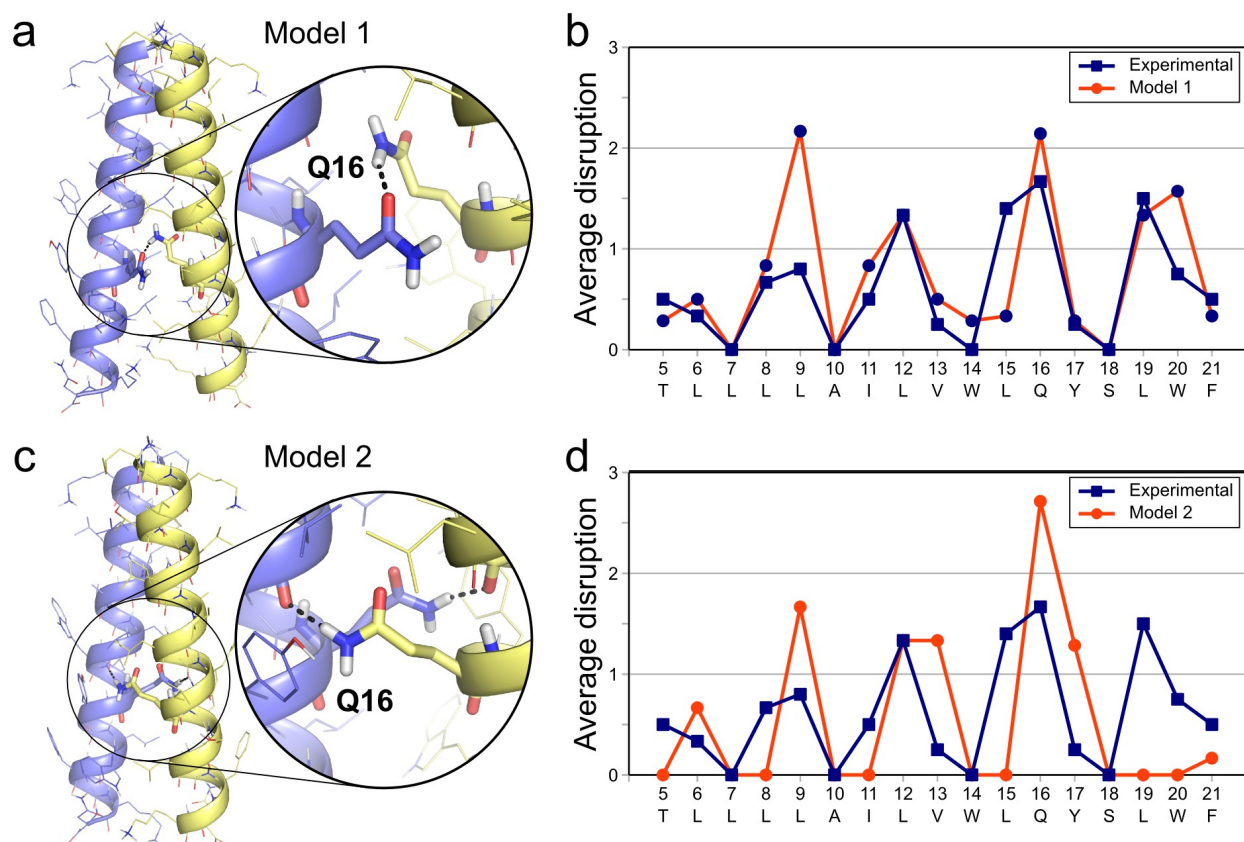 a
Model 1
Q16
b
Average disruption
3
2
1
0
Experimental
Model 1
5 6 7 8 9 10 11 12 13 14 15 16 17 18 19 20 21
T L L L L A I L V W L Q Y S L W F
c
Model 2
Q16
d
Average disruption
3
2
1
0
Experimental
Model 2
5 6 7 8 9 10 11 12 13 14 15 16 17 18 19 20 21
T L L L L A I L V W L Q Y S L W F